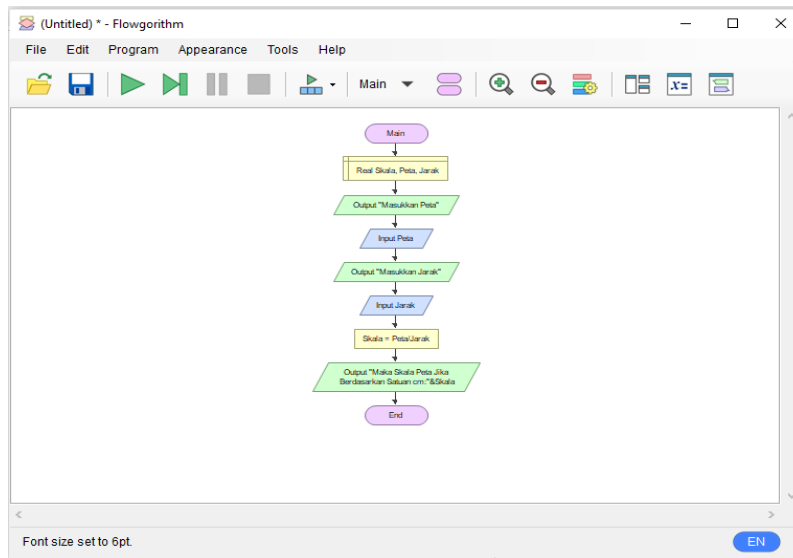 (Untitled) * - Flowgorithm
File Edit Program Appearance Tools Help
Main
x=
Main
Real Skala, Peta, Jarak
Output "Masukkan Peta"
Input Peta
Output "Masukkan Jarak"
Input Jarak
Skala = Peta/Jarak
Output "Maka Skala Peta Jika
Berdasarkan Satuan cm:"&Skala
End
Font size set to 6pt.
EN